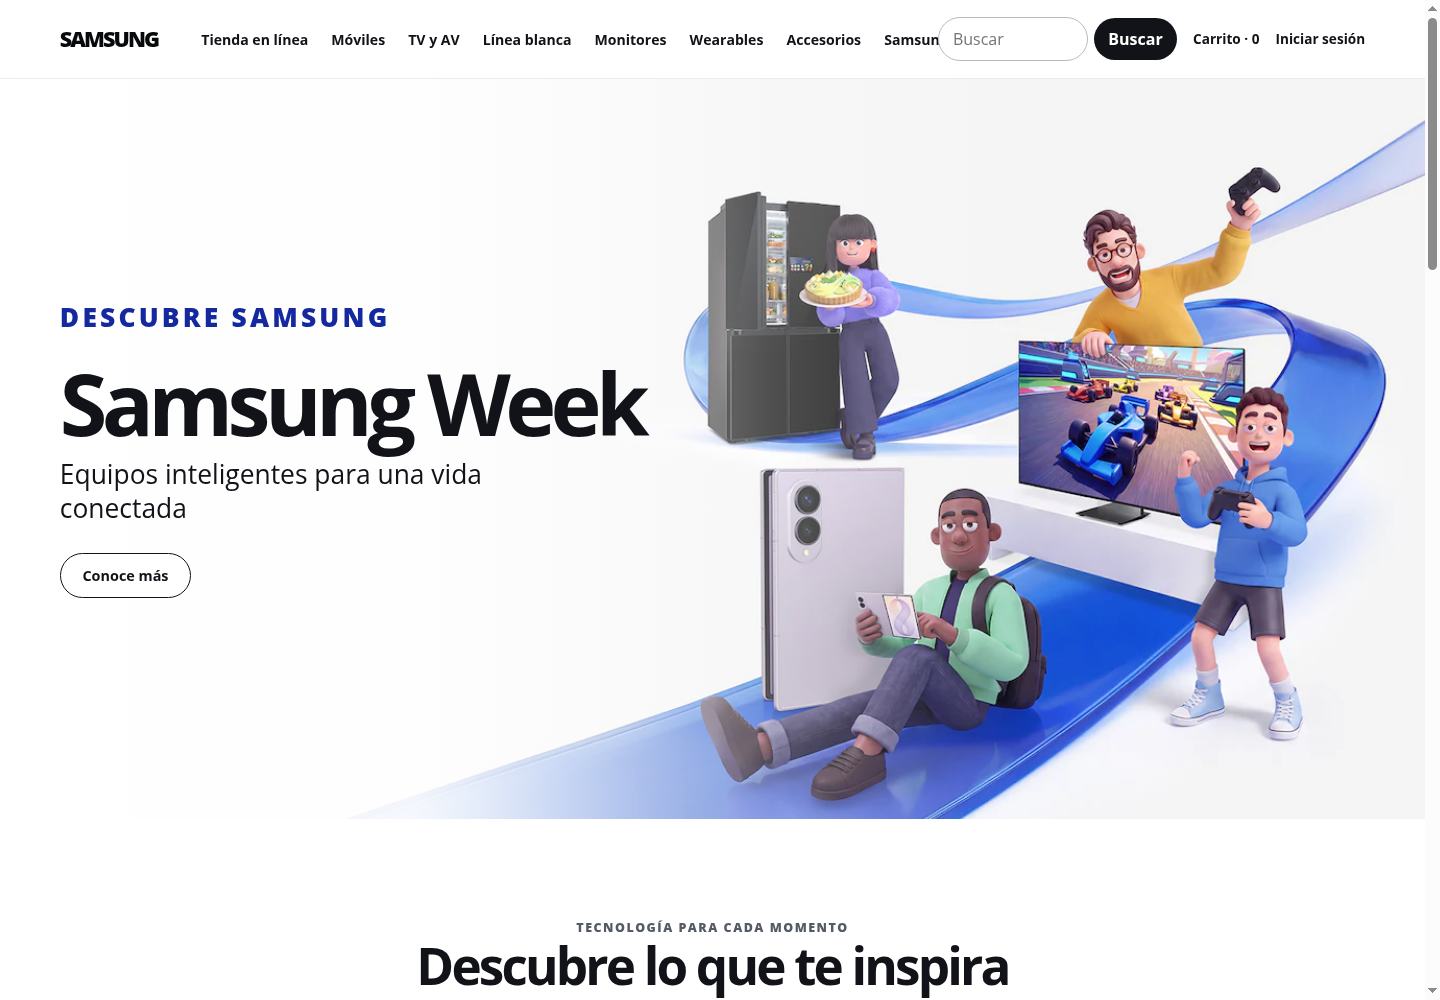 SAMSUNG Tienda en línea Móviles TV y AV Línea blanca Monitores Wearables Accesorios Samsun Buscar Buscar Carrito · 0 Iniciar sesión
DESCUBRE SAMSUNG
Samsung Week
Equipos inteligentes para una vida
conectada
Conoce más
TECNOLOGÍA PARA CADA MOMENTO
Descubre lo que te inspira